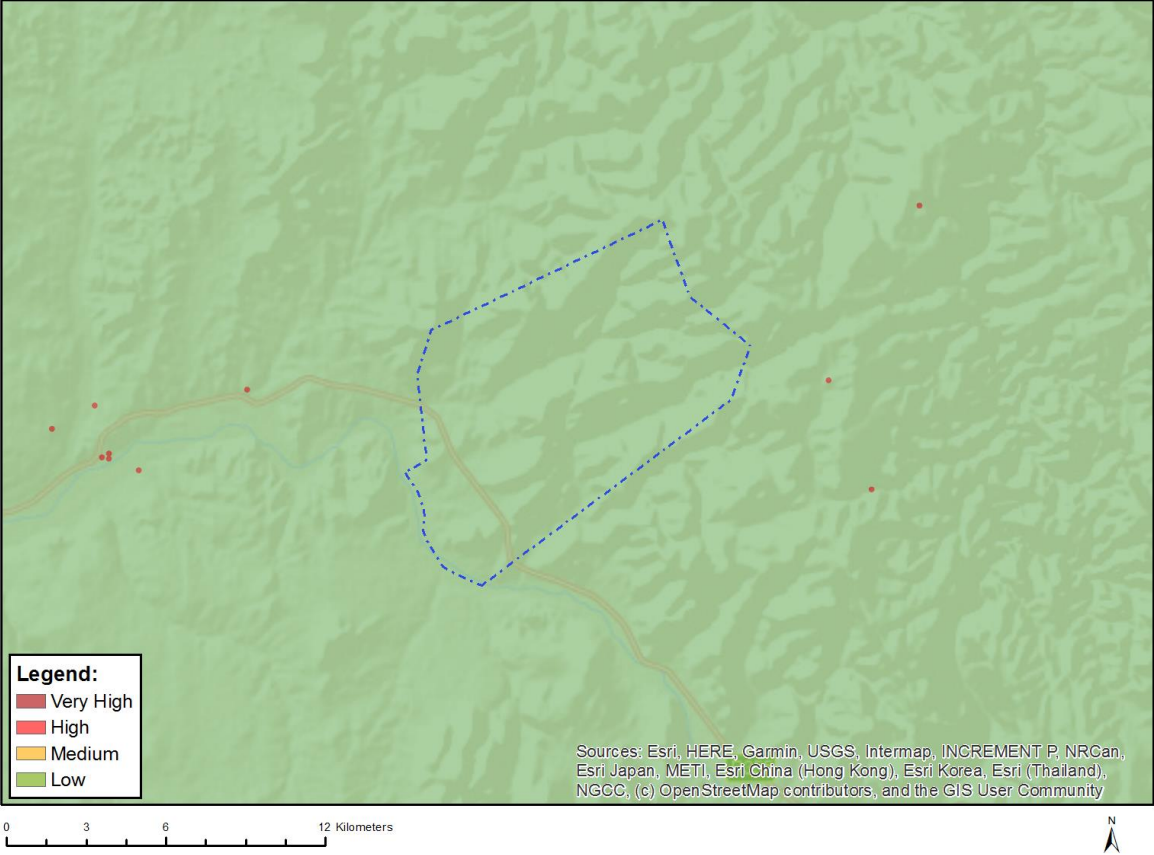 Legend:
Very High
High
Medium
Low
Sources: Esri, HERE, Garmin, USGS, Intermap, INCREMENT P, NRCan,
Esri Japan, METI, Esri China (Hong Kong), Esri Korea, Esri (Thailand),
NGCC, (c) OpenStreetMap contributors, and the GIS User Community
0 3 6 12 Kilometers
N